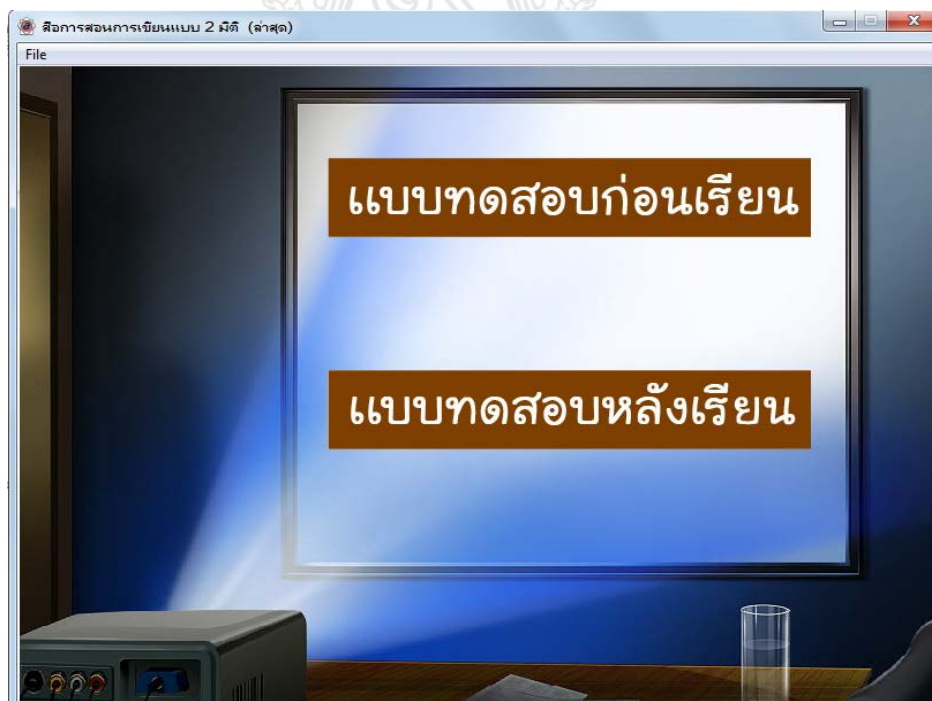 สื่อการสอนการเขียนแบบ 2 มิติ (ล่าสุด)
File
แบบทดสอบก่อนเรียน
แบบทดสอบหลังเรียน